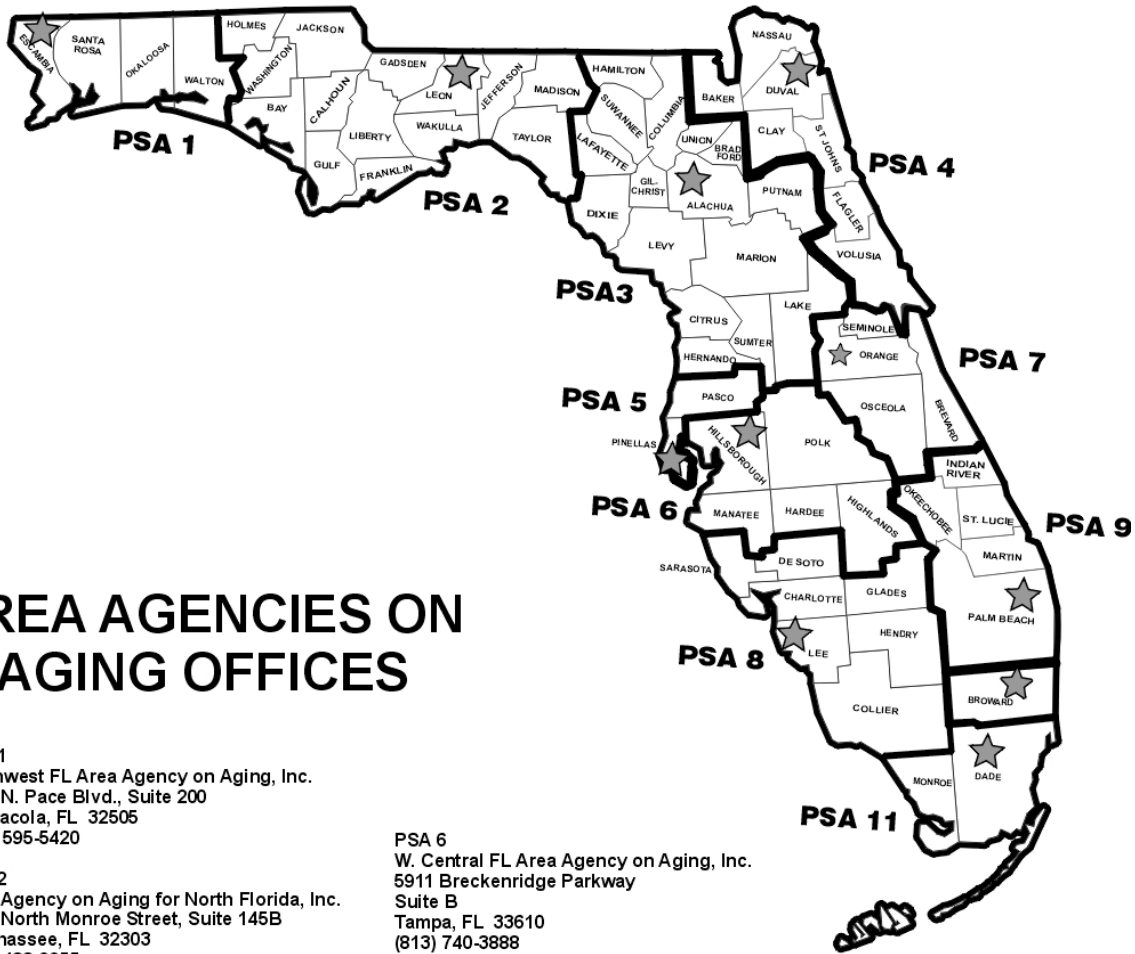 NASSAU
HOLMES
JACKSON
ESCAMBIA
SANTA
ROSA
OKALOOSA
WALTON
WASHINGTON
BAY
CALHOUN
GADSDEN
LEON
JEFFERSON
MADISON
HAMILTON
SUWANNEE
COLUMBIA
BAKER
DUVAL
LIBERTY
WAKULLA
TAYLOR
LAFAYETTE
UNION
BRAD
FORD
CLAY
ST JOHNS
PSA 1
GULF
FRANKLIN
PSA 2
GIL-
CHRIST
ALACHUA
PUTNAM
PSA 4
FLAGLER
DIXIE
LEVY
MARION
VOLUSIA
PSA3
CITRUS
LAKE
SUMTER
SEMINOLE
HERNANDO
ORANGE
PSA 7
PSA 5
PASCO
OSCEOLA
BREVARD
PINELLAS
HILLSBOROUGH
POLK
INDIAN
RIVER
PSA 6
MANATEE
HARDEE
HIGHLANDS
OKEECHOBEE
ST. LUCIE
PSA 9
MARTIN
SARASOTA
DE SOTO
CHARLOTTE
GLADES
PALM BEACH
PSA 8
LEE
HENDRY
COLLIER
BROWARD
MONROE
DADE
PSA 11
REA AGENCIES ON
AGING OFFICES
1
nwest FL Area Agency on Aging, Inc.
N. Pace Blvd., Suite 200
acola, FL 32505
595-5420
2
Agency on Aging for North Florida, Inc.
North Monroe Street, Suite 145B
hassee, FL 32303
PSA 6
W. Central FL Area Agency on Aging, Inc.
5911 Breckenridge Parkway
Suite B
Tampa, FL 33610
(813) 740-3888